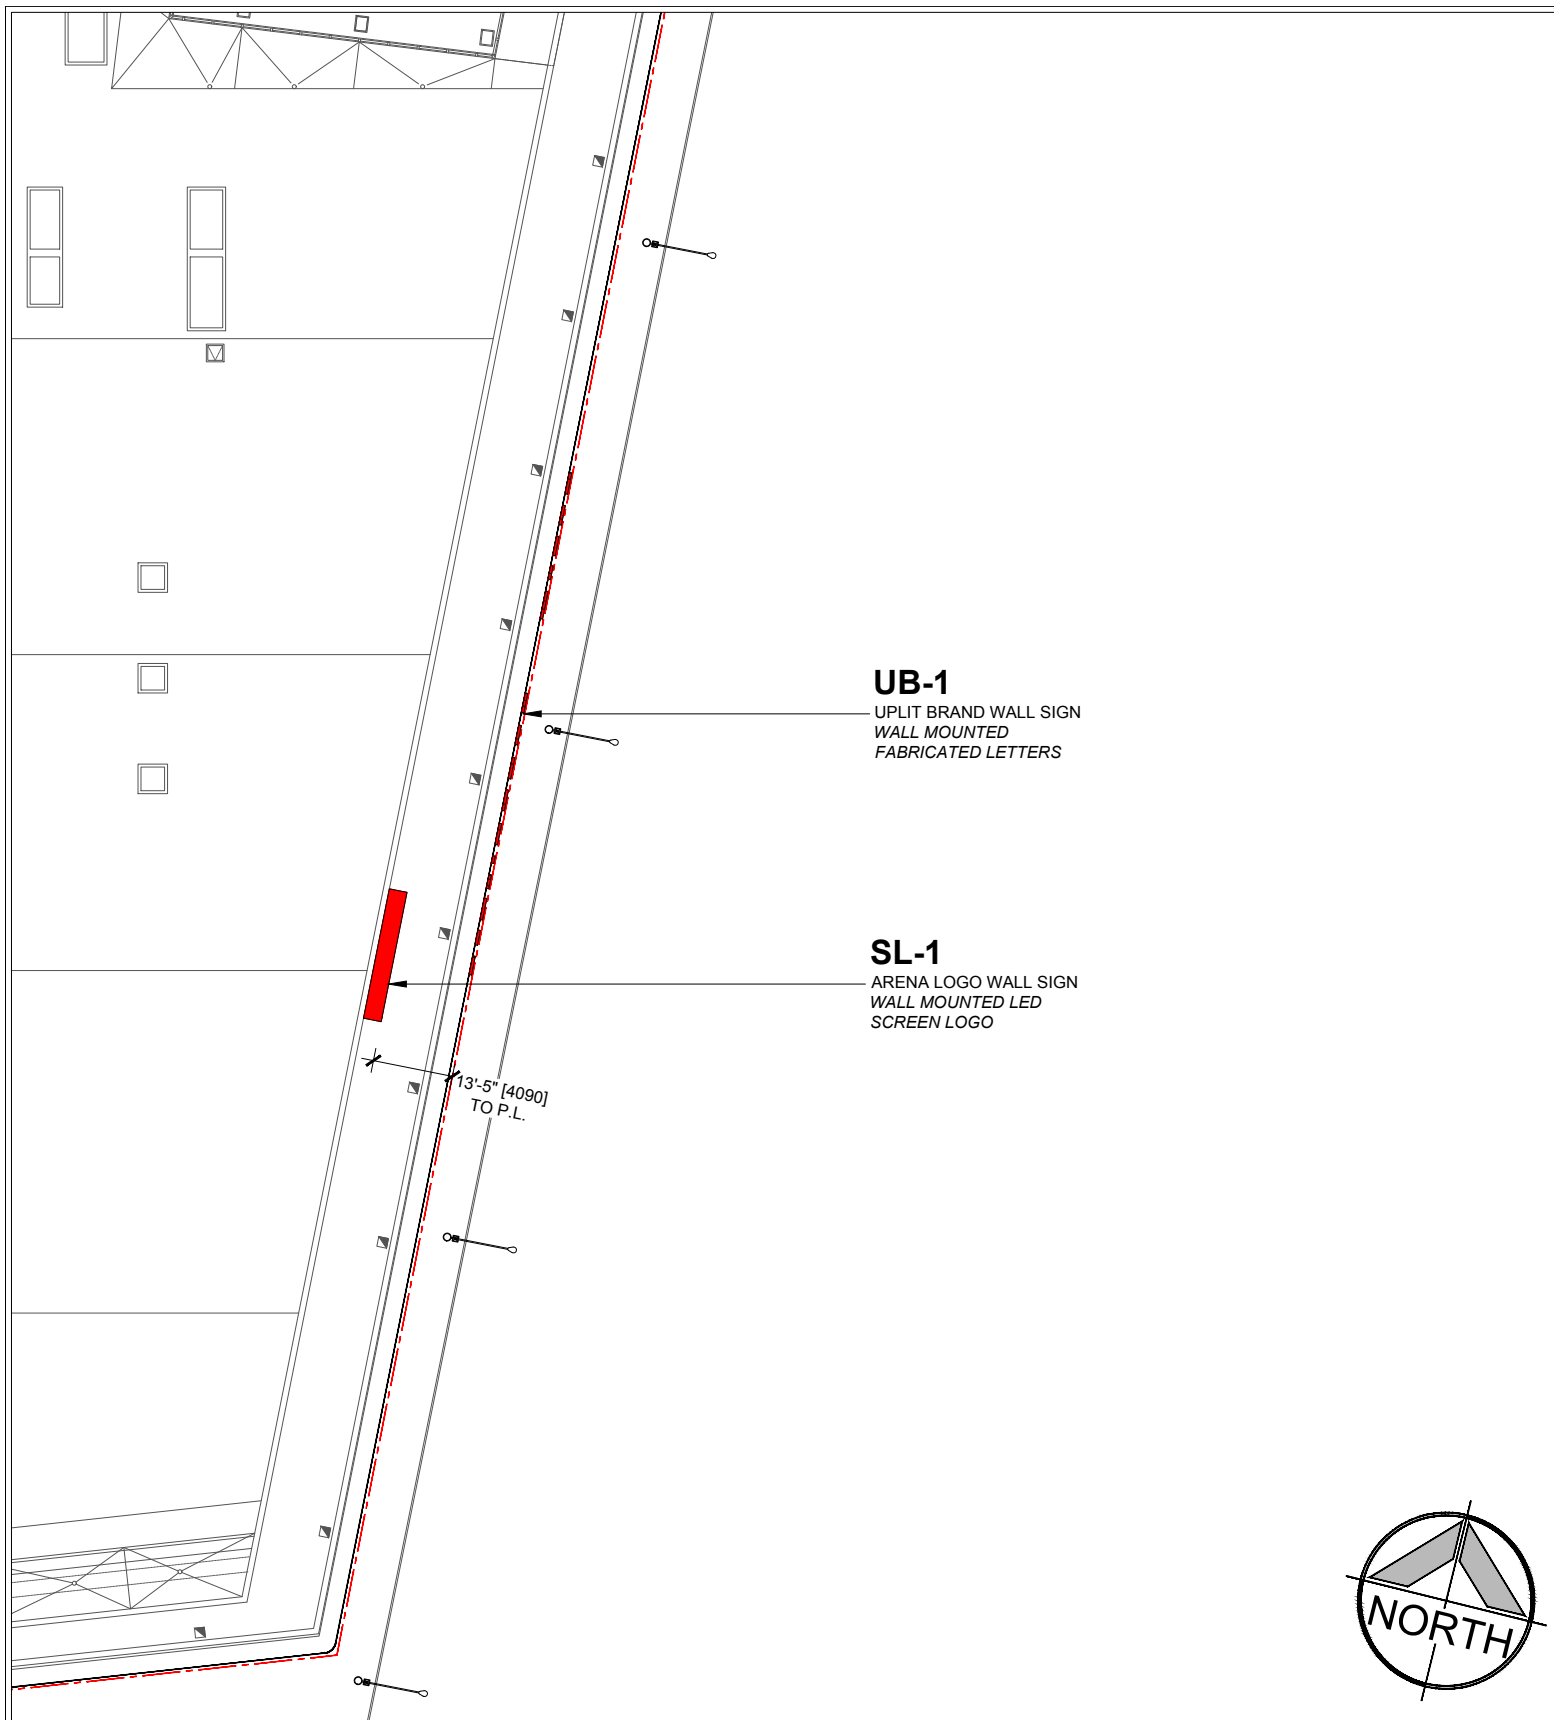 UB-1
UPLIT BRAND WALL SIGN
WALL MOUNTED
FABRICATED LETTERS
SL-1
ARENA LOGO WALL SIGN
WALL MOUNTED LED
SCREEN LOGO
13'-5" [4090]
TO P.L.
NORTH